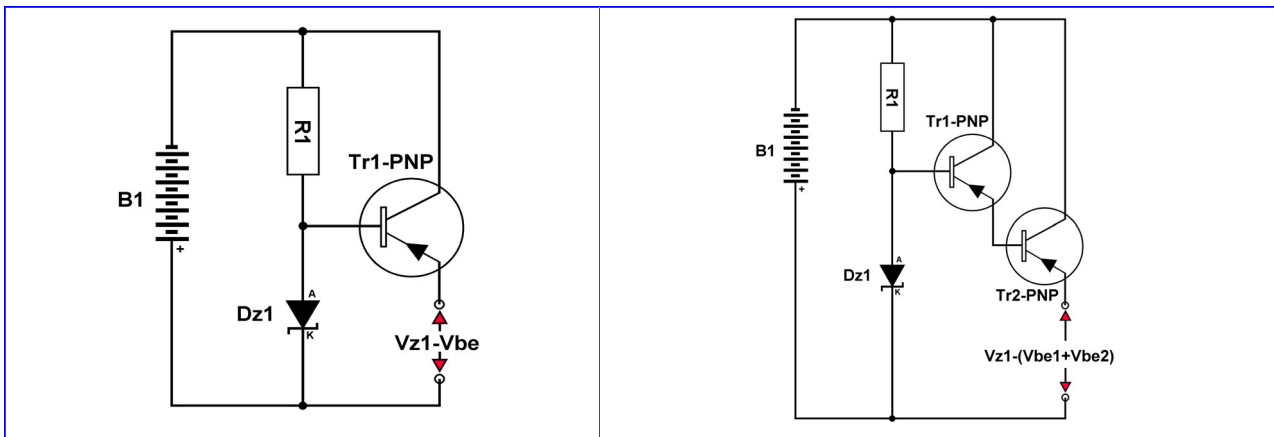 R1
Tr1-PNP
B1
+
A
Dz1
K
Vz1-Vbe
R1
Tr1-PNP
B1
+
A
Dz1
K
Tr2-PNP
Vz1-(Vbe1+Vbe2)